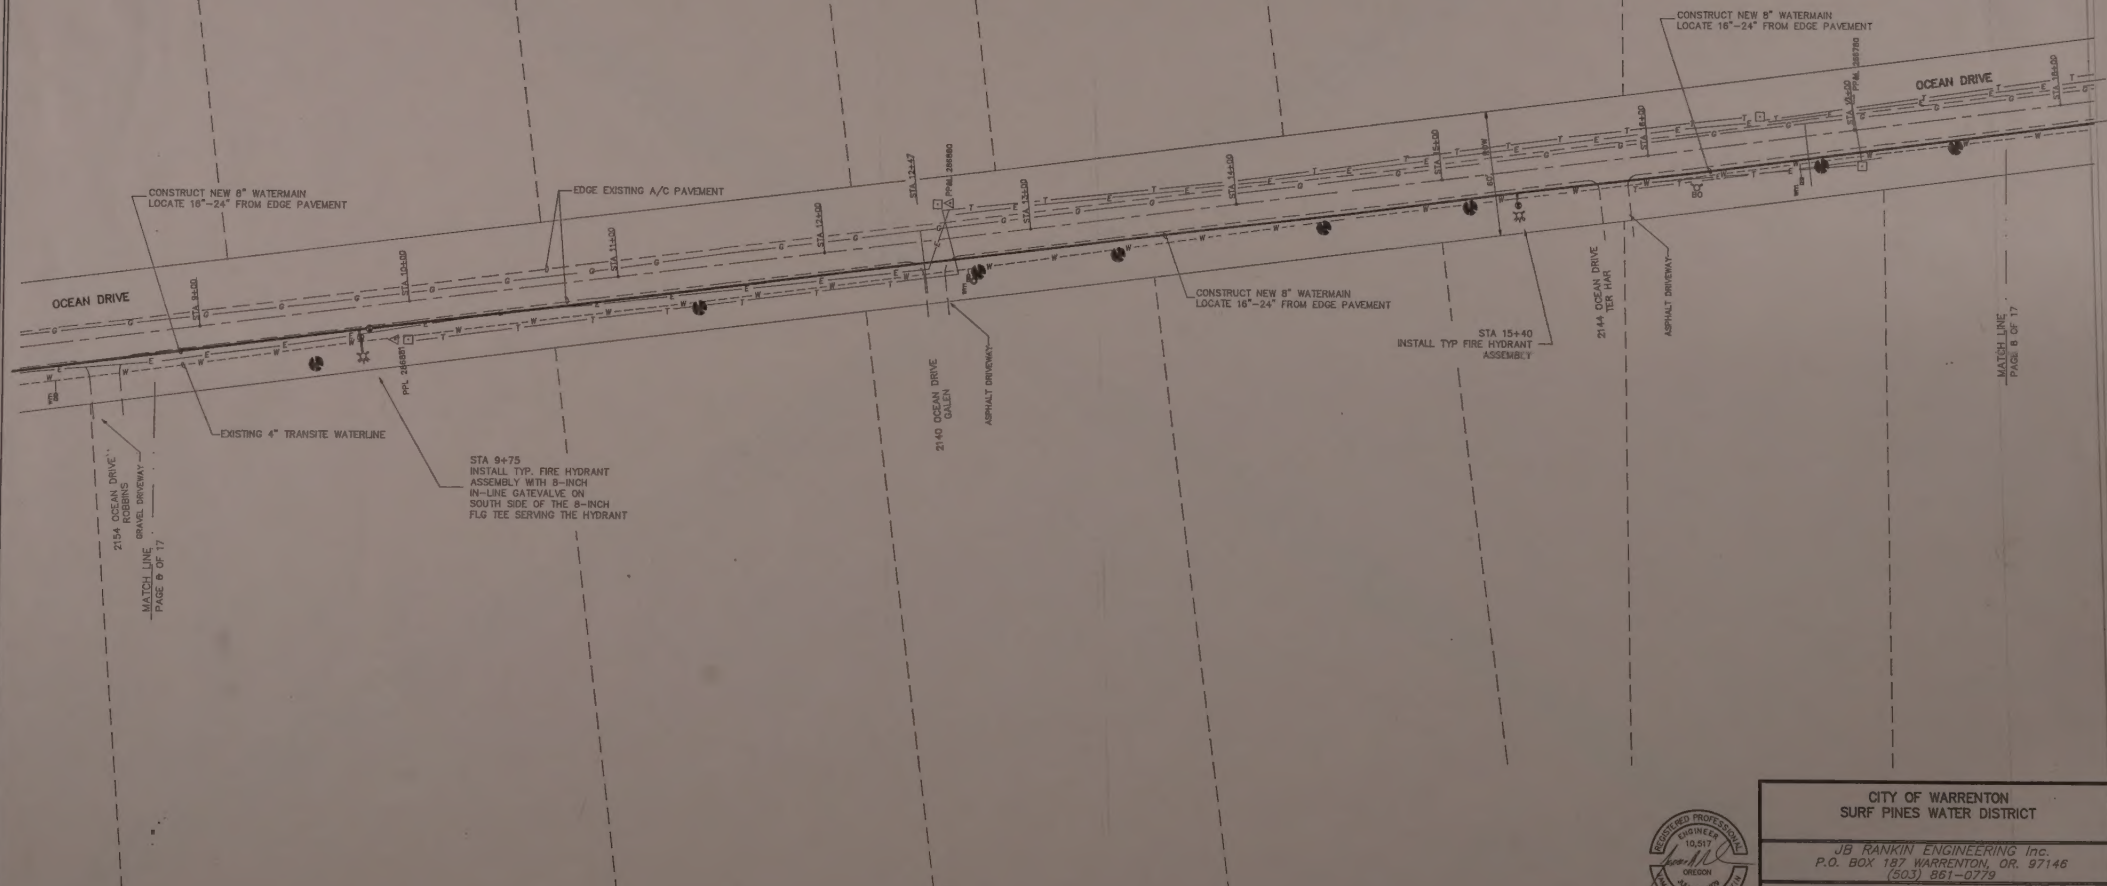 CONSTRUCT NEW 8" WATERMAIN
LOCATE 16"-24" FROM EDGE PAVEMENT
OCEAN DRIVE
CONSTRUCT NEW 8" WATERMAIN
LOCATE 16"-24" FROM EDGE PAVEMENT
EDGE EXISTING A/C PAVEMENT
OCEAN DRIVE
STA 9+00
STA 10+00
STA 11+00
STA 12+00
STA 12+47
PP&L 286880
STA 13+00
STA 14+00
STA 15+00
60' ROW
STA 16+00
STA 18+00
CONSTRUCT NEW 8" WATERMAIN
LOCATE 16"-24" FROM EDGE PAVEMENT
STA 15+40
INSTALL TYP FIRE HYDRANT
ASSEMBLY
2144 OCEAN DRIVE
TER HAR
ASPHALT DRIVEWAY
MATCH LINE
PAGE 8 OF 17
PPL 286881
2140 OCEAN DRIVE
GALEN
ASPHALT DRIVEWAY
EXISTING 4" TRANSITE WATERLINE
STA 9+75
INSTALL TYP. FIRE HYDRANT
ASSEMBLY WITH 8-INCH
IN-LINE GATEVALVE ON
SOUTH SIDE OF THE 8-INCH
FLG TEE SERVING THE HYDRANT
2154 OCEAN DRIVE
ROBBINS
GRAVEL DRIVEWAY
MATCH LINE
PAGE 6 OF 17
REGISTERED PROFESSIONAL
ENGINEER
10,517
OREGON
CITY OF WARRENTON
SURF PINES WATER DISTRICT
JB RANKIN ENGINEERING Inc.
P.O. BOX 187 WARRENTON, OR. 97146
(503) 861-0779